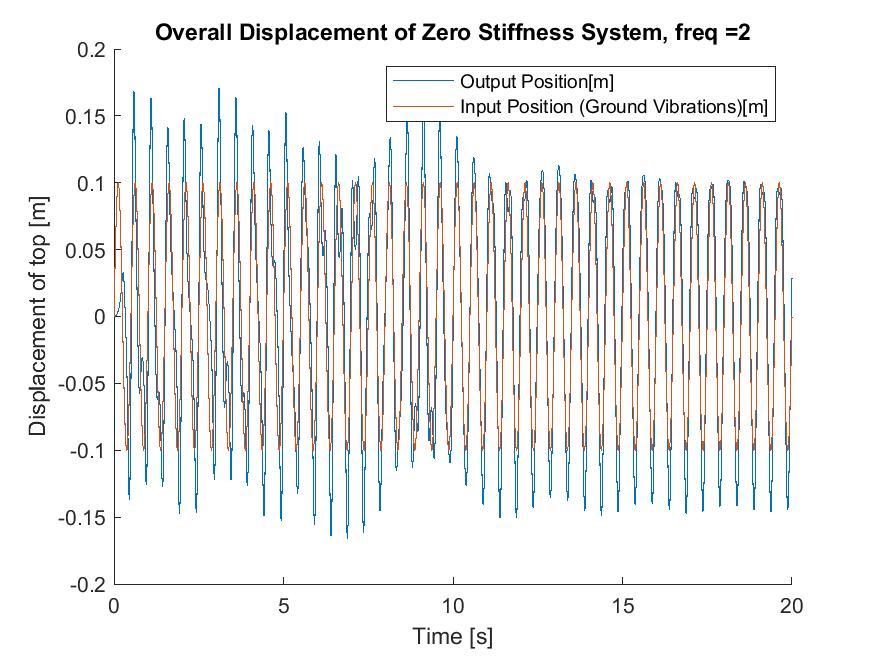 Overall Displacement of Zero Stiffness System, freq =2
Output Position[m]
Input Position (Ground Vibrations)[m]
Displacement of top [m]
0.2
0.15
0.1
0.05
0
-0.05
-0.1
-0.15
-0.2
0 5 10 15 20
Time [s]